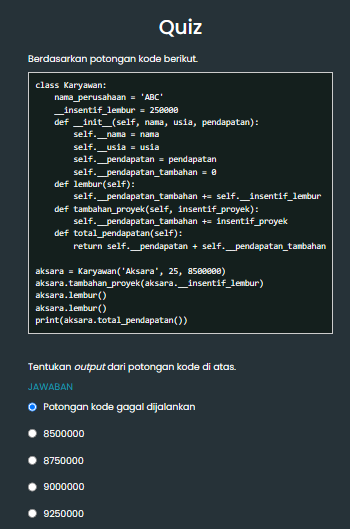 Quiz
Berdasarkan potongan kode berikut.
class Karyawan:
    nama_perusahaan = 'ABC'
    __insentif_lembur = 250000
    def __init__(self, nama, usia, pendapatan):
        self.__nama = nama
        self.__usia = usia
        self.__pendapatan = pendapatan
        self.__pendapatan_tambahan = 0
    def lembur(self):
        self.__pendapatan_tambahan += self.__insentif_lembur
    def tambahan_proyek(self, insentif_proyek):
        self.__pendapatan_tambahan += insentif_proyek
    def total_pendapatan(self):
        return self.__pendapatan + self.__pendapatan_tambahan
aksara = Karyawan('Aksara', 25, 8500000)
aksara.tambahan_proyek(aksara.__insentif_lembur)
aksara.lembur()
aksara.lembur()
print(aksara.total_pendapatan())
Tentukan output dari potongan kode di atas.
JAWABAN
Potongan kode gagal dijalankan
8500000
8750000
9000000
9250000